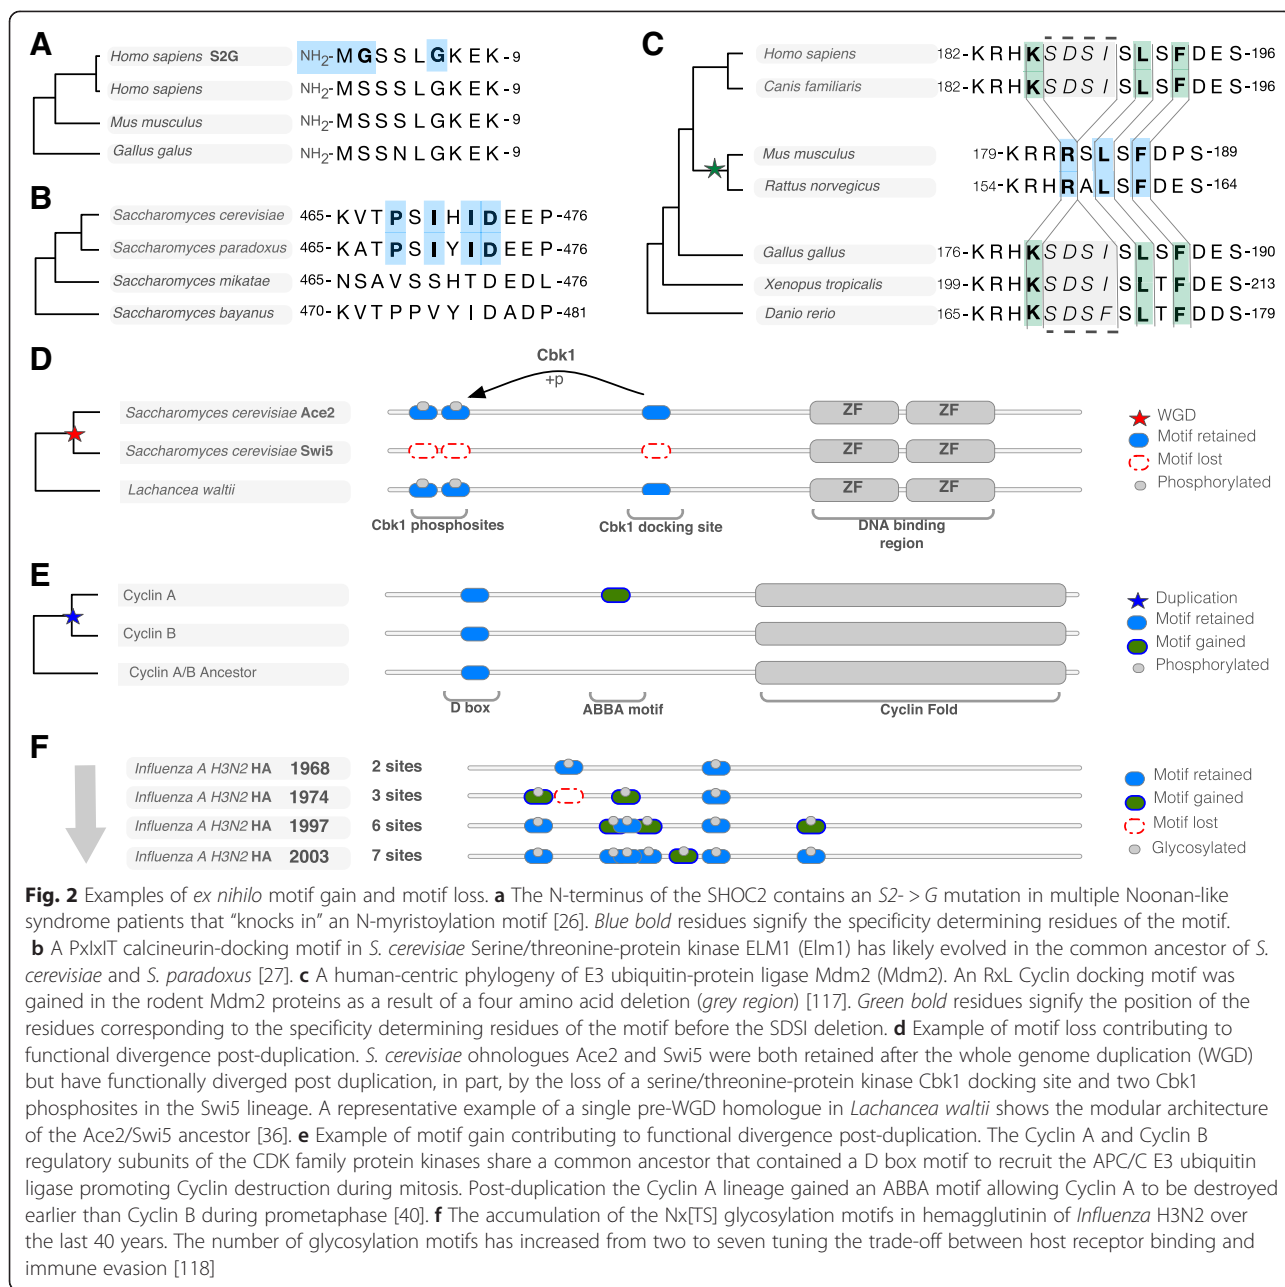 A
Homo sapiens S2G NH2-M G S S L G K E K-9
Homo sapiens NH2-M S S S L G K E K-9
Mus musculus NH2-M S S S L G K E K-9
Gallus galus NH2-M S S N L G K E K-9
B
Saccharomyces cerevisiae 465-K V T P S I H I D E E P-476
Saccharomyces paradoxus 465-K A T P S I Y I D E E P-476
Saccharomyces mikatae 465-N S A V S S H T D E D L-476
Saccharomyces bayanus 470-K V T P P V Y I D A D P-481
C
Homo sapiens 182-K R H K S D S I S L S F D E S-196
Canis familiaris 182-K R H K S D S I S L S F D E S-196
Mus musculus 179-K R R R S L S F D P S-189
Rattus norvegicus 154-K R H R A L S F D E S-164
Gallus gallus 176-K R H K S D S I S L S F D E S-190
Xenopus tropicalis 199-K R H K S D S I S L T F D E S-213
Danio rerio 165-K R H K S D S F S L T F D D S-179
D
Cbk1
+p
Saccharomyces cerevisiae Ace2 ZF ZF
Saccharomyces cerevisiae Swi5 ZF ZF
Lachancea waltii ZF ZF
Cbk1 phosphosites Cbk1 docking site DNA binding
region
WGD
Motif retained
Motif lost
Phosphorylated
E
Cyclin A
Cyclin B
Cyclin A/B Ancestor
D box ABBA motif Cyclin Fold
Duplication
Motif retained
Motif gained
Phosphorylated
F
Influenza A H3N2 HA 1968 2 sites
Influenza A H3N2 HA 1974 3 sites
Influenza A H3N2 HA 1997 6 sites
Influenza A H3N2 HA 2003 7 sites
Motif retained
Motif gained
Motif lost
Glycosylated
Fig. 2 Examples of ex nihilo motif gain and motif loss. a The N-terminus of the SHOC2 contains an S2- > G mutation in multiple Noonan-like
syndrome patients that “knocks in” an N-myristoylation motif [26]. Blue bold residues signify the specificity determining residues of the motif.
b A PxIxIT calcineurin-docking motif in S. cerevisiae Serine/threonine-protein kinase ELM1 (Elm1) has likely evolved in the common ancestor of S.
cerevisiae and S. paradoxus [27]. c A human-centric phylogeny of E3 ubiquitin-protein ligase Mdm2 (Mdm2). An RxL Cyclin docking motif was
gained in the rodent Mdm2 proteins as a result of a four amino acid deletion (grey region) [117]. Green bold residues signify the position of the
residues corresponding to the specificity determining residues of the motif before the SDSI deletion. d Example of motif loss contributing to
functional divergence post-duplication. S. cerevisiae ohnologues Ace2 and Swi5 were both retained after the whole genome duplication (WGD)
but have functionally diverged post duplication, in part, by the loss of a serine/threonine-protein kinase Cbk1 docking site and two Cbk1
phosphosites in the Swi5 lineage. A representative example of a single pre-WGD homologue in Lachancea waltii shows the modular architecture
of the Ace2/Swi5 ancestor [36]. e Example of motif gain contributing to functional divergence post-duplication. The Cyclin A and Cyclin B
regulatory subunits of the CDK family protein kinases share a common ancestor that contained a D box motif to recruit the APC/C E3 ubiquitin
ligase promoting Cyclin destruction during mitosis. Post-duplication the Cyclin A lineage gained an ABBA motif allowing Cyclin A to be destroyed
earlier than Cyclin B during prometaphase [40]. f The accumulation of the Nx[TS] glycosylation motifs in hemagglutinin of Influenza H3N2 over
the last 40 years. The number of glycosylation motifs has increased from two to seven tuning the trade-off between host receptor binding and
immune evasion [118]